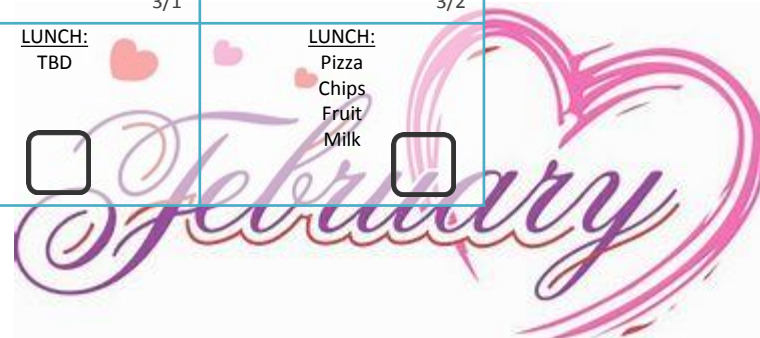 3/1
3/2
LUNCH:
TBD
LUNCH:
Pizza
Chips
Fruit
Milk
February